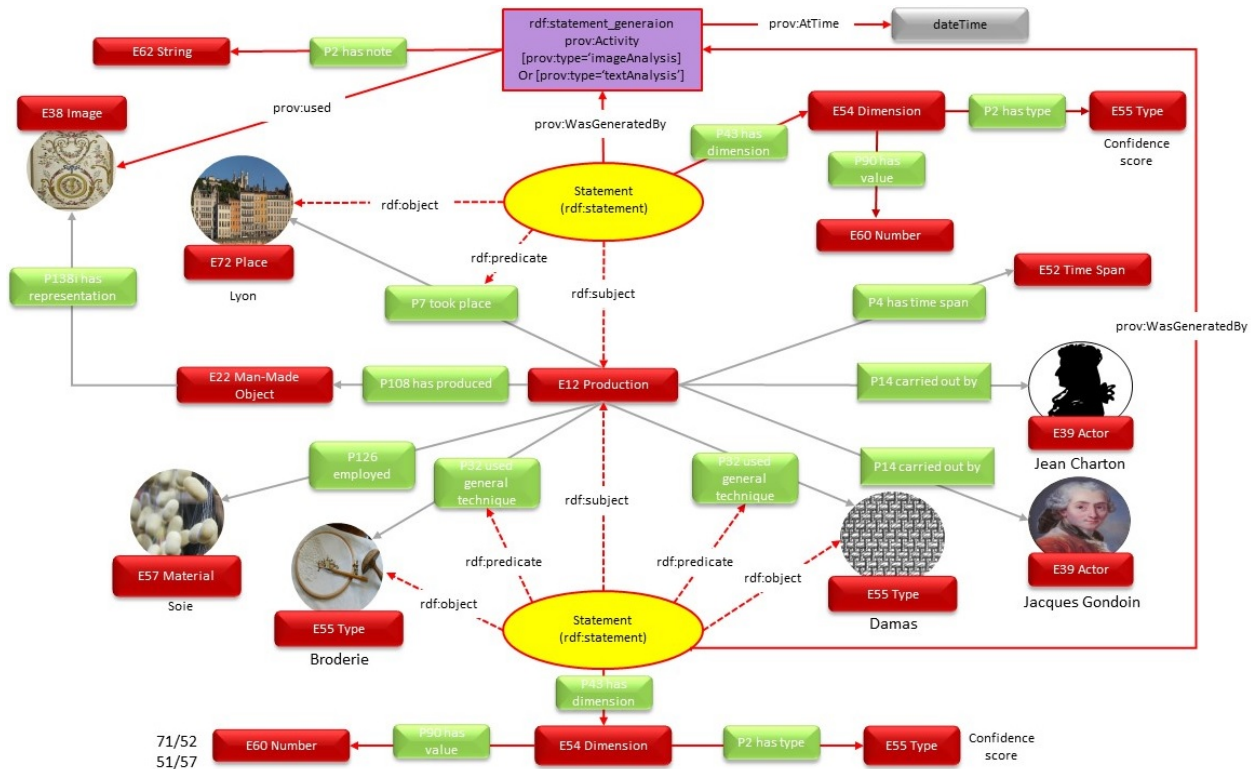 rdf:statement_generaion
prov:Activity
[prov:type='imageAnalysis]
Or [prov:type='textAnalysis']
prov:AtTime
dateTime
E62 String
P2 has note
prov:used
E38 Image
prov:WasGeneratedBy
P43 has
dimension
E54 Dimension
P2 has type
E55 Type
Confidence
score
P90 has
value
E60 Number
Statement
(rdf:statement)
rdf:object
rdf:predicate
rdf:subject
E72 Place
Lyon
P138i has
representation
P7 took place
E52 Time Span
P4 has time span
prov:WasGeneratedBy
E22 Man-Made
Object
P108 has produced
E12 Production
P14 carried out by
E39 Actor
Jean Charton
P126
employed
P32 used
general
technique
rdf:subject
P32 used
general
technique
P14 carried out by
E39 Actor
Jacques Gondoin
E57 Material
Soie
rdf:predicate
rdf:predicate
rdf:object
rdf:object
E55 Type
Broderie
Statement
(rdf:statement)
E55 Type
Damas
P43 has
dimension
71/52
51/57
E60 Number
P90 has
value
E54 Dimension
P2 has type
E55 Type
Confidence
score